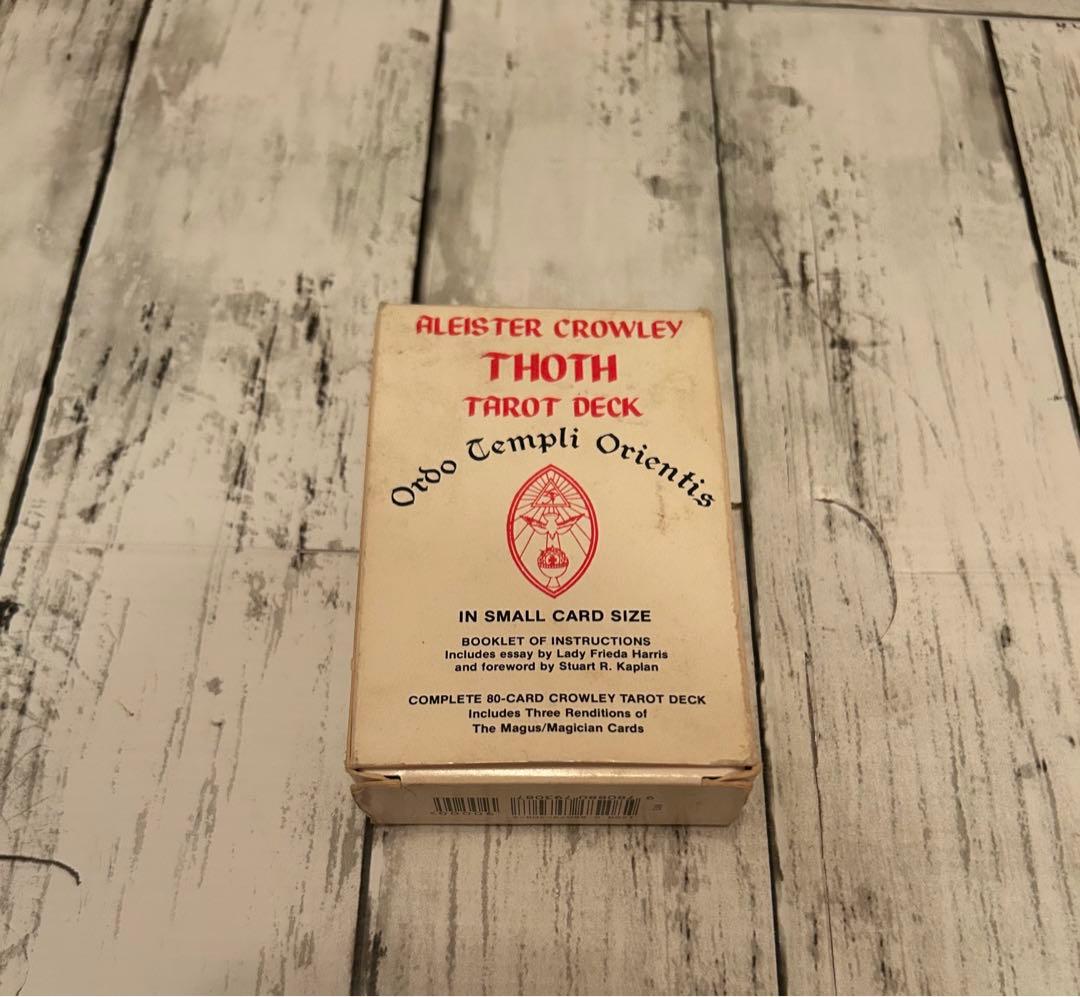 ALEISTER CROWLEY
THOTH
TAROT DECK
Ordo Templi Orientis
IN SMALL CARD SIZE
BOOKLET OF INSTRUCTIONS
Includes essay by Lady Frieda Harris
and foreword by Stuart R. Kaplan
COMPLETE 80-CARD CROWLEY TAROT DECK
Includes Three Renditions of
The Magus/Magician Cards